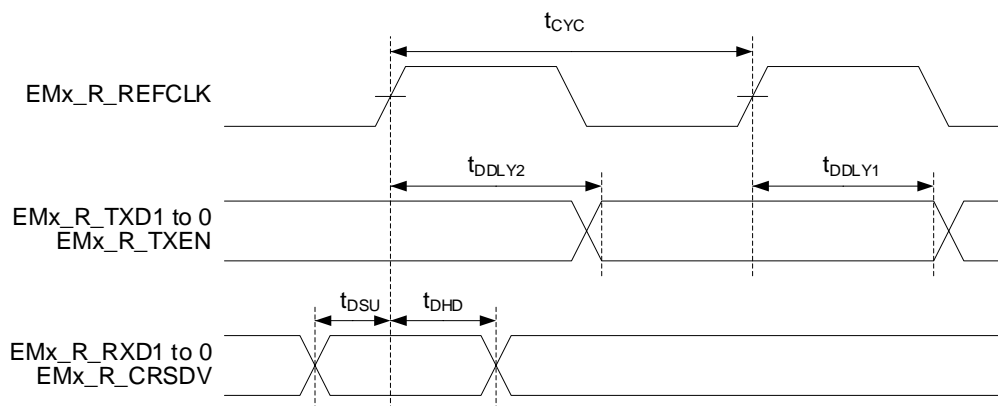 tCYC
EMx_R_REFCLK
tDDLY2
tDDLY1
EMx_R_TXD1 to 0
EMx_R_TXEN
tDSU
tDHD
EMx_R_RXD1 to 0
EMx_R_CRSDV